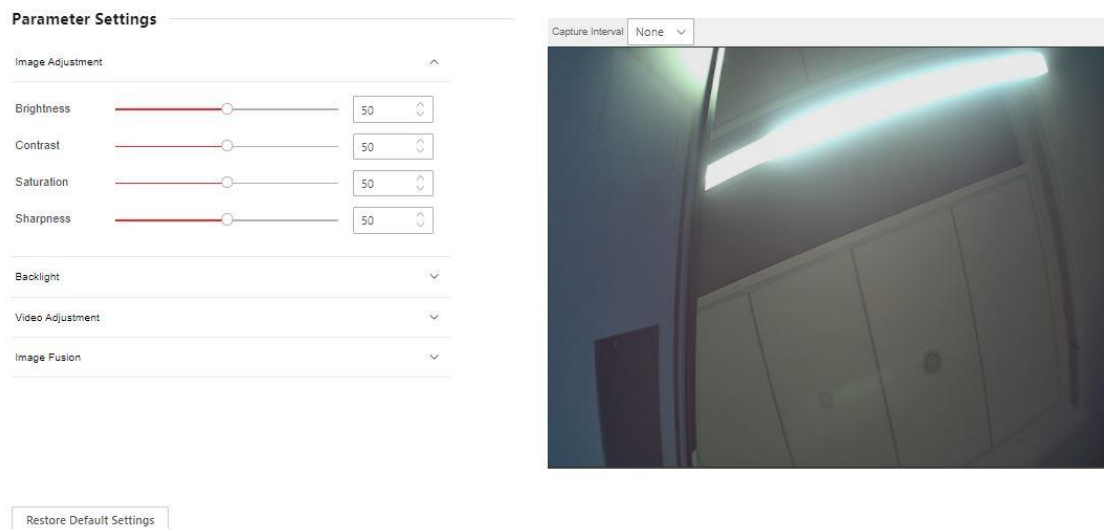 Parameter Settings
Image Adjustment
Brightness 50
Contrast 50
Saturation 50
Sharpness 50
Backlight
Video Adjustment
Image Fusion
Restore Default Settings
Capture Interval None